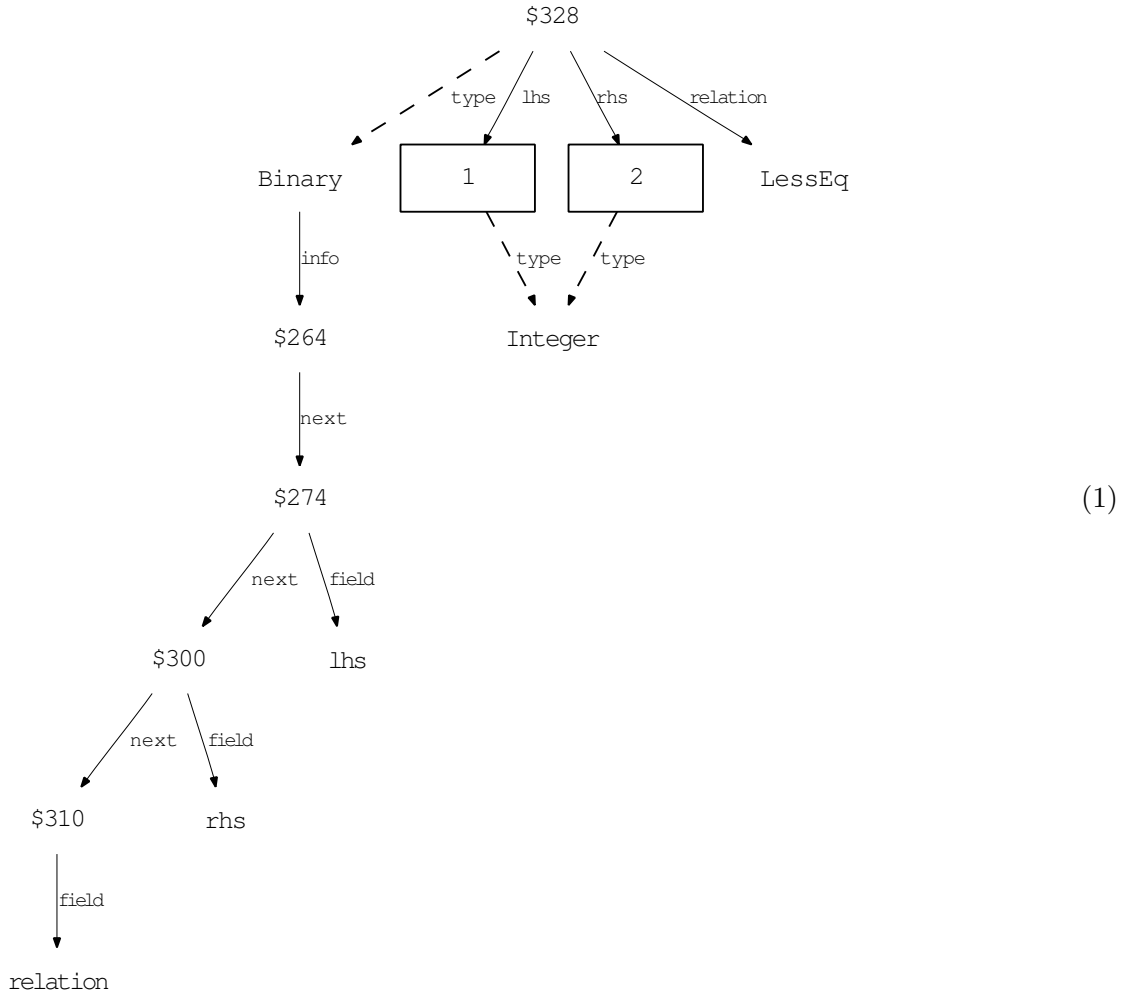 $328
type lhs rhs relation
Binary 1 2 LessEq
info type type
$264 Integer
next
$274 (1)
next field
$300 lhs
next field
$310 rhs
field
relation